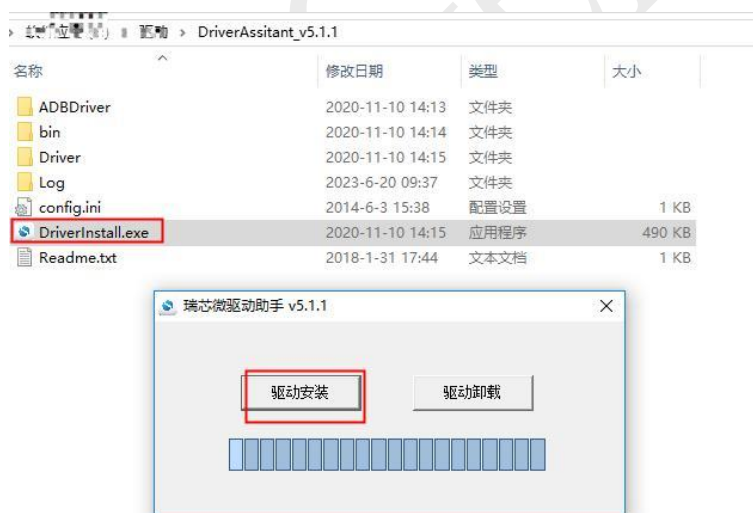 驱动 › DriverAssitant_v5.1.1
名称 修改日期 类型 大小
ADBDriver 2020-11-10 14:13 文件夹
bin 2020-11-10 14:14 文件夹
Driver 2020-11-10 14:15 文件夹
Log 2023-6-20 09:37 文件夹
config.ini 2014-6-3 15:38 配置设置 1 KB
DriverInstall.exe 2020-11-10 14:15 应用程序 490 KB
Readme.txt 2018-1-31 17:44 文本文档 1 KB
瑞芯微驱动助手 v5.1.1
驱动安装 驱动卸载